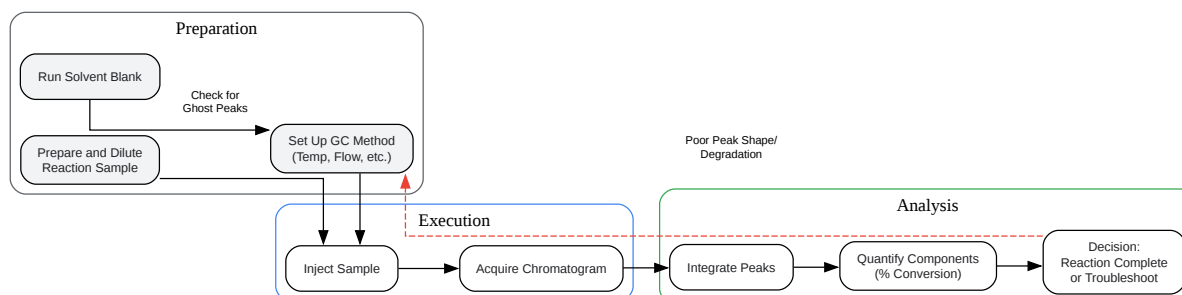 Preparation
Run Solvent Blank
Check for
Ghost Peaks
Prepare and Dilute
Reaction Sample
Set Up GC Method
(Temp, Flow, etc.)
Poor Peak Shape/
Degradation
Execution
Inject Sample
Acquire Chromatogram
Analysis
Integrate Peaks
Quantify Components
(% Conversion)
Decision:
Reaction Complete
or Troubleshoot